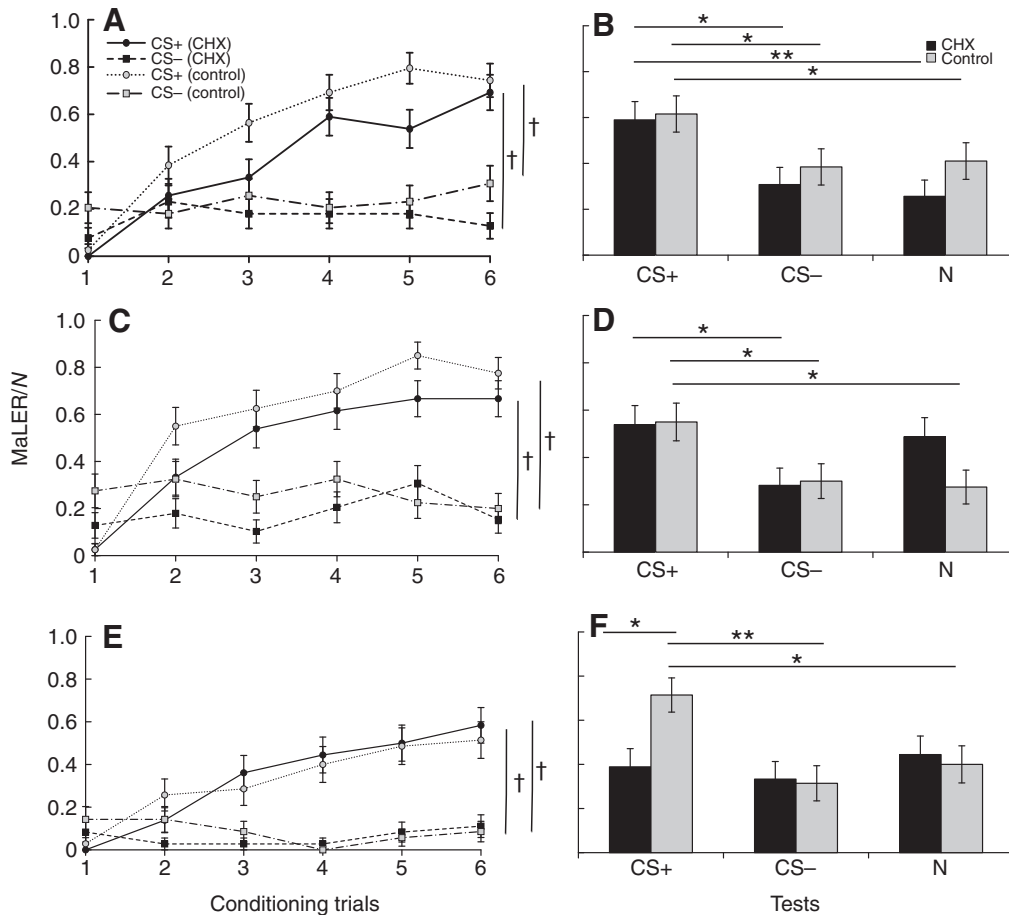 A
1.0
0.8
0.6
0.4
0.2
0
CS+ (CHX)
CS– (CHX)
CS+ (control)
CS– (control)
†
†
1 2 3 4 5 6
B
*
*
**
*
CHX
Control
CS+ CS– N
C
1.0
0.8
0.6
0.4
0.2
0
MaLER/N
†
†
1 2 3 4 5 6
D
*
*
*
CS+ CS– N
E
1.0
0.8
0.6
0.4
0.2
0
†
†
1 2 3 4 5 6
Conditioning trials
F
*
**
*
CS+ CS– N
Tests